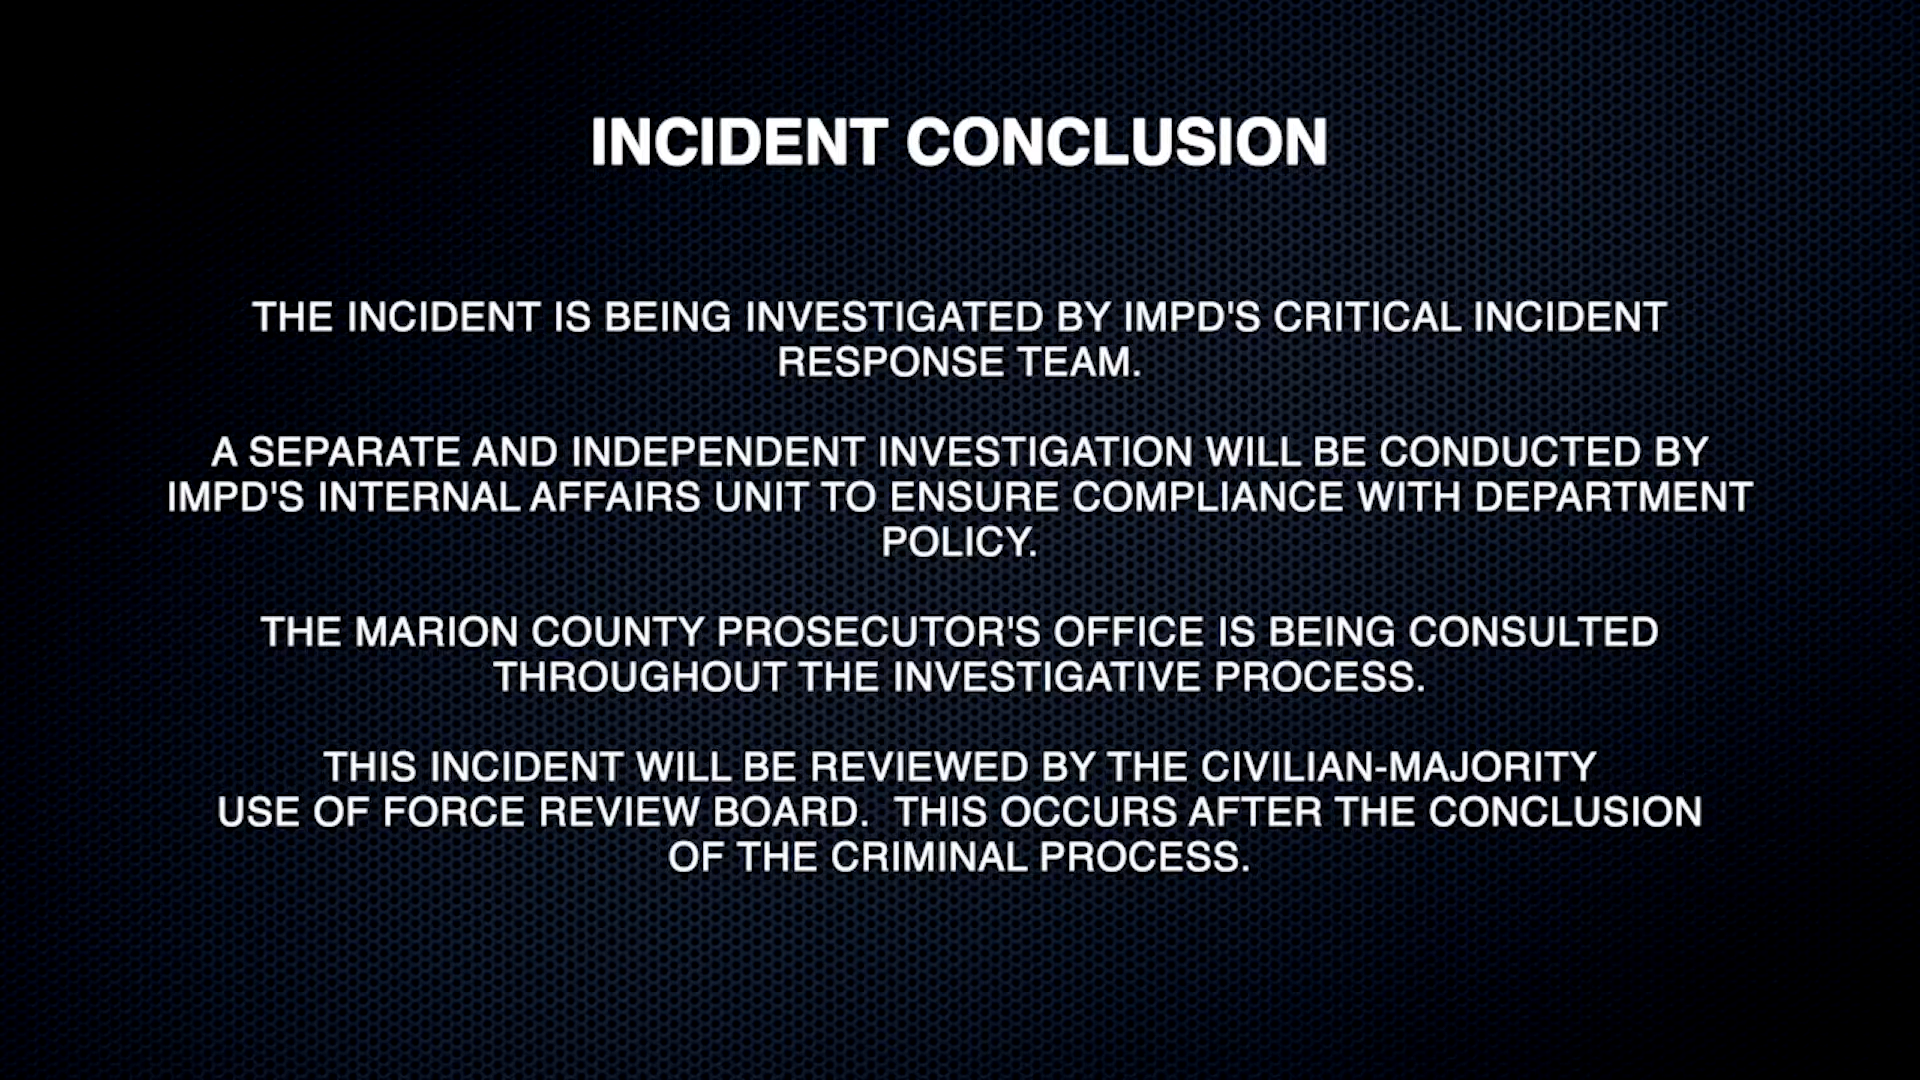 INCIDENT CONCLUSION
THE INCIDENT IS BEING INVESTIGATED BY IMPD'S CRITICAL INCIDENT
RESPONSE TEAM.
A SEPARATE AND INDEPENDENT INVESTIGATION WILL BE CONDUCTED BY
IMPD'S INTERNAL AFFAIRS UNIT TO ENSURE COMPLIANCE WITH DEPARTMENT
POLICY.
THE MARION COUNTY PROSECUTOR'S OFFICE IS BEING CONSULTED
THROUGHOUT THE INVESTIGATIVE PROCESS.
THIS INCIDENT WILL BE REVIEWED BY THE CIVILIAN-MAJORITY
USE OF FORCE REVIEW BOARD.  THIS OCCURS AFTER THE CONCLUSION
OF THE CRIMINAL PROCESS.